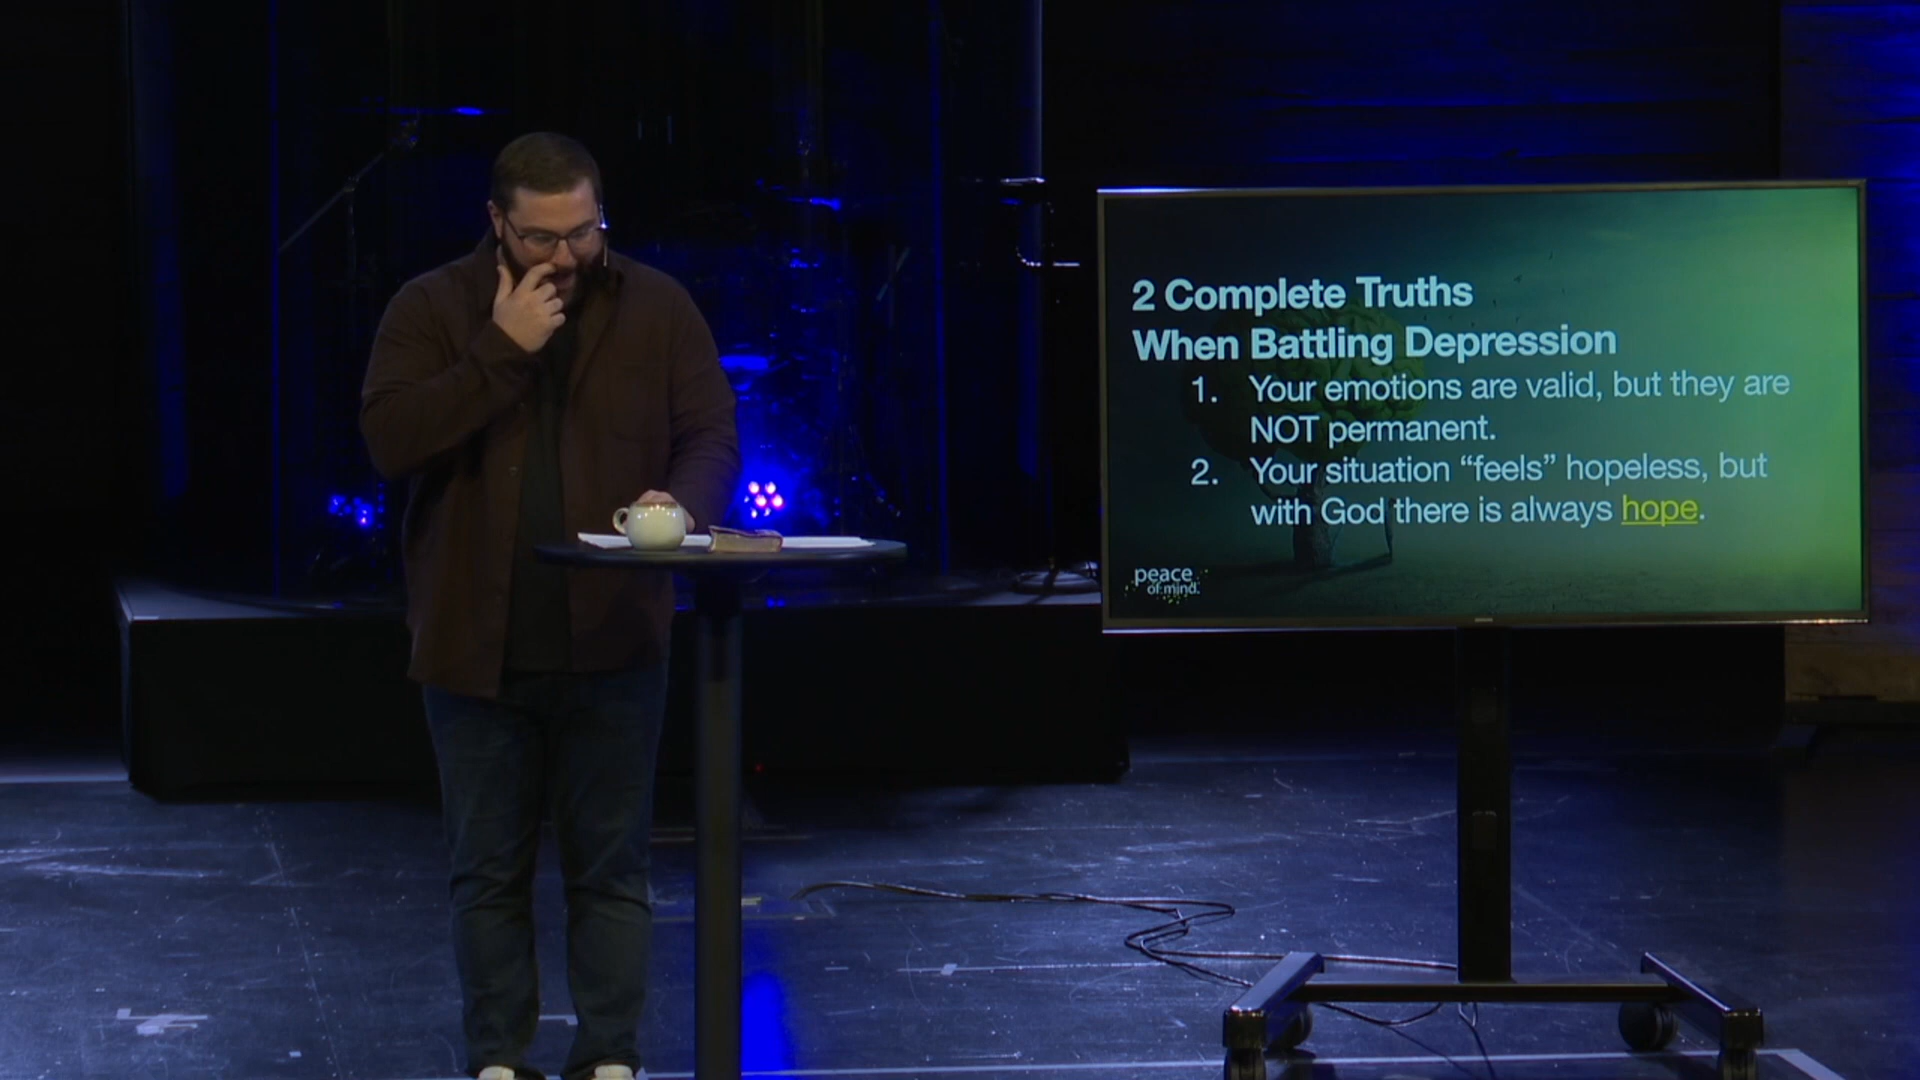 2 Complete Truths
When Battling Depression
1. Your emotions are valid, but they are
NOT permanent.
2. Your situation “feels” hopeless, but
with God there is always hope.
peace
of mind.